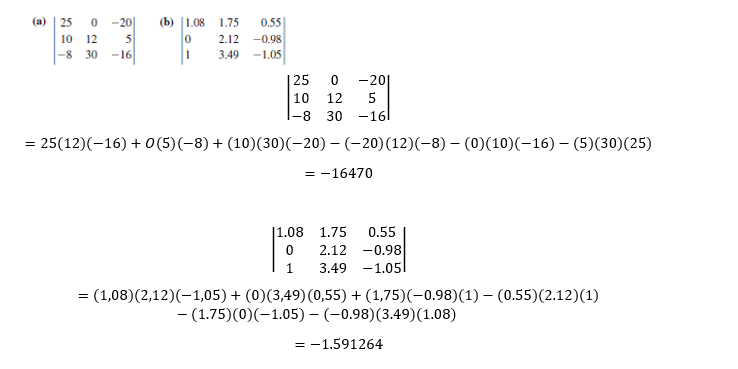 (a) | 25 0 −20| (b) |1.08 1.75 0.55|
| 10 12 5| |0 2.12 −0.98|
|−8 30 −16| |1 3.49 −1.05|
|25 0 −20|
|10 12 5|
|−8 30 −16|
= 25(12)(−16) + 0(5)(−8) + (10)(30)(−20) − (−20)(12)(−8) − (0)(10)(−16) − (5)(30)(25)
= −16470
|1.08 1.75 0.55|
|0 2.12 −0.98|
|1 3.49 −1.05|
= (1,08)(2,12)(−1,05) + (0)(3,49)(0,55) + (1,75)(−0.98)(1) − (0.55)(2.12)(1)
− (1.75)(0)(−1.05) − (−0.98)(3.49)(1.08)
= −1.591264